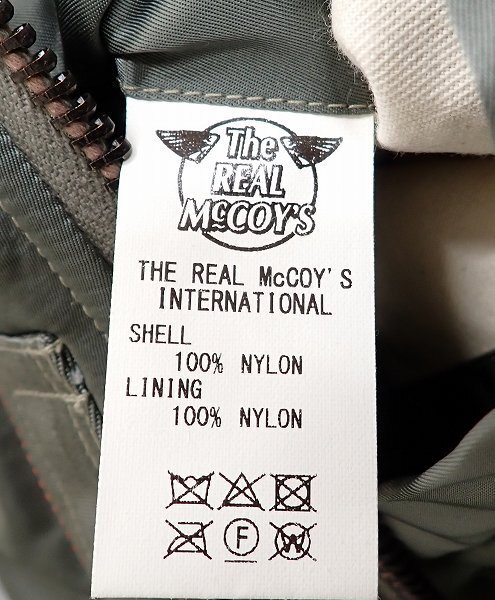 The
REAL
McCOY'S
THE REAL McCOY'S
INTERNATIONAL
SHELL
100% NYLON
LINING
100% NYLON
F W